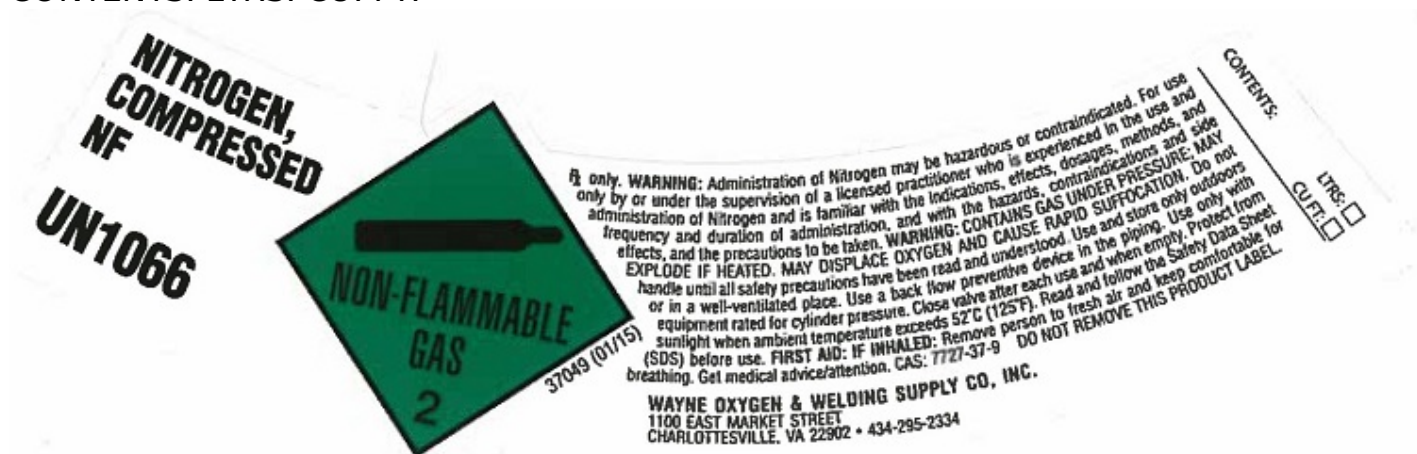 NITROGEN,
COMPRESSED
NF
UN1066
NON-FLAMMABLE
GAS
2
37049 (01/15)
℞ only. WARNING: Administration of Nitrogen may be hazardous or contraindicated. For use
only by or under the supervision of a licensed practitioner who is experienced in the use and
administration of Nitrogen and is familiar with the indications, effects, dosages, methods, and
frequency and duration of administration, and with the hazards, contraindications and side
effects, and the precautions to be taken. WARNING: CONTAINS GAS UNDER PRESSURE; MAY
EXPLODE IF HEATED. MAY DISPLACE OXYGEN AND CAUSE RAPID SUFFOCATION. Do not
handle until all safety precautions have been read and understood. Use and store only outdoors
or in a well-ventilated place. Use a back flow preventive device in the piping. Use only with
equipment rated for cylinder pressure. Close valve after each use and when empty. Protect from
sunlight when ambient temperature exceeds 52°C (125°F). Read and follow the Safety Data Sheet
(SDS) before use. FIRST AID: IF INHALED: Remove person to fresh air and keep comfortable for
breathing. Get medical advice/attention. CAS: 7727-37-9 DO NOT REMOVE THIS PRODUCT LABEL.
WAYNE OXYGEN & WELDING SUPPLY CO, INC.
1100 EAST MARKET STREET
CHARLOTTESVILLE, VA 22902 • 434-295-2334
CONTENTS:
LTRS:
CU FT: